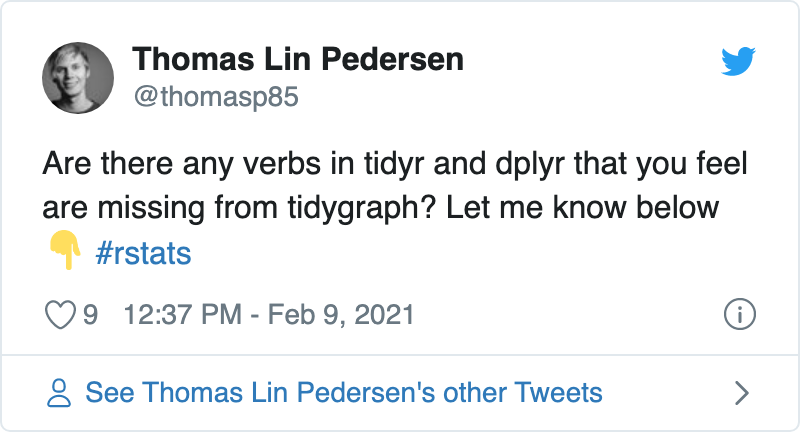 Thomas Lin Pedersen
@thomasp85
Are there any verbs in tidyr and dplyr that you feel
are missing from tidygraph? Let me know below
👇 #rstats
9 12:37 PM - Feb 9, 2021
See Thomas Lin Pedersen's other Tweets